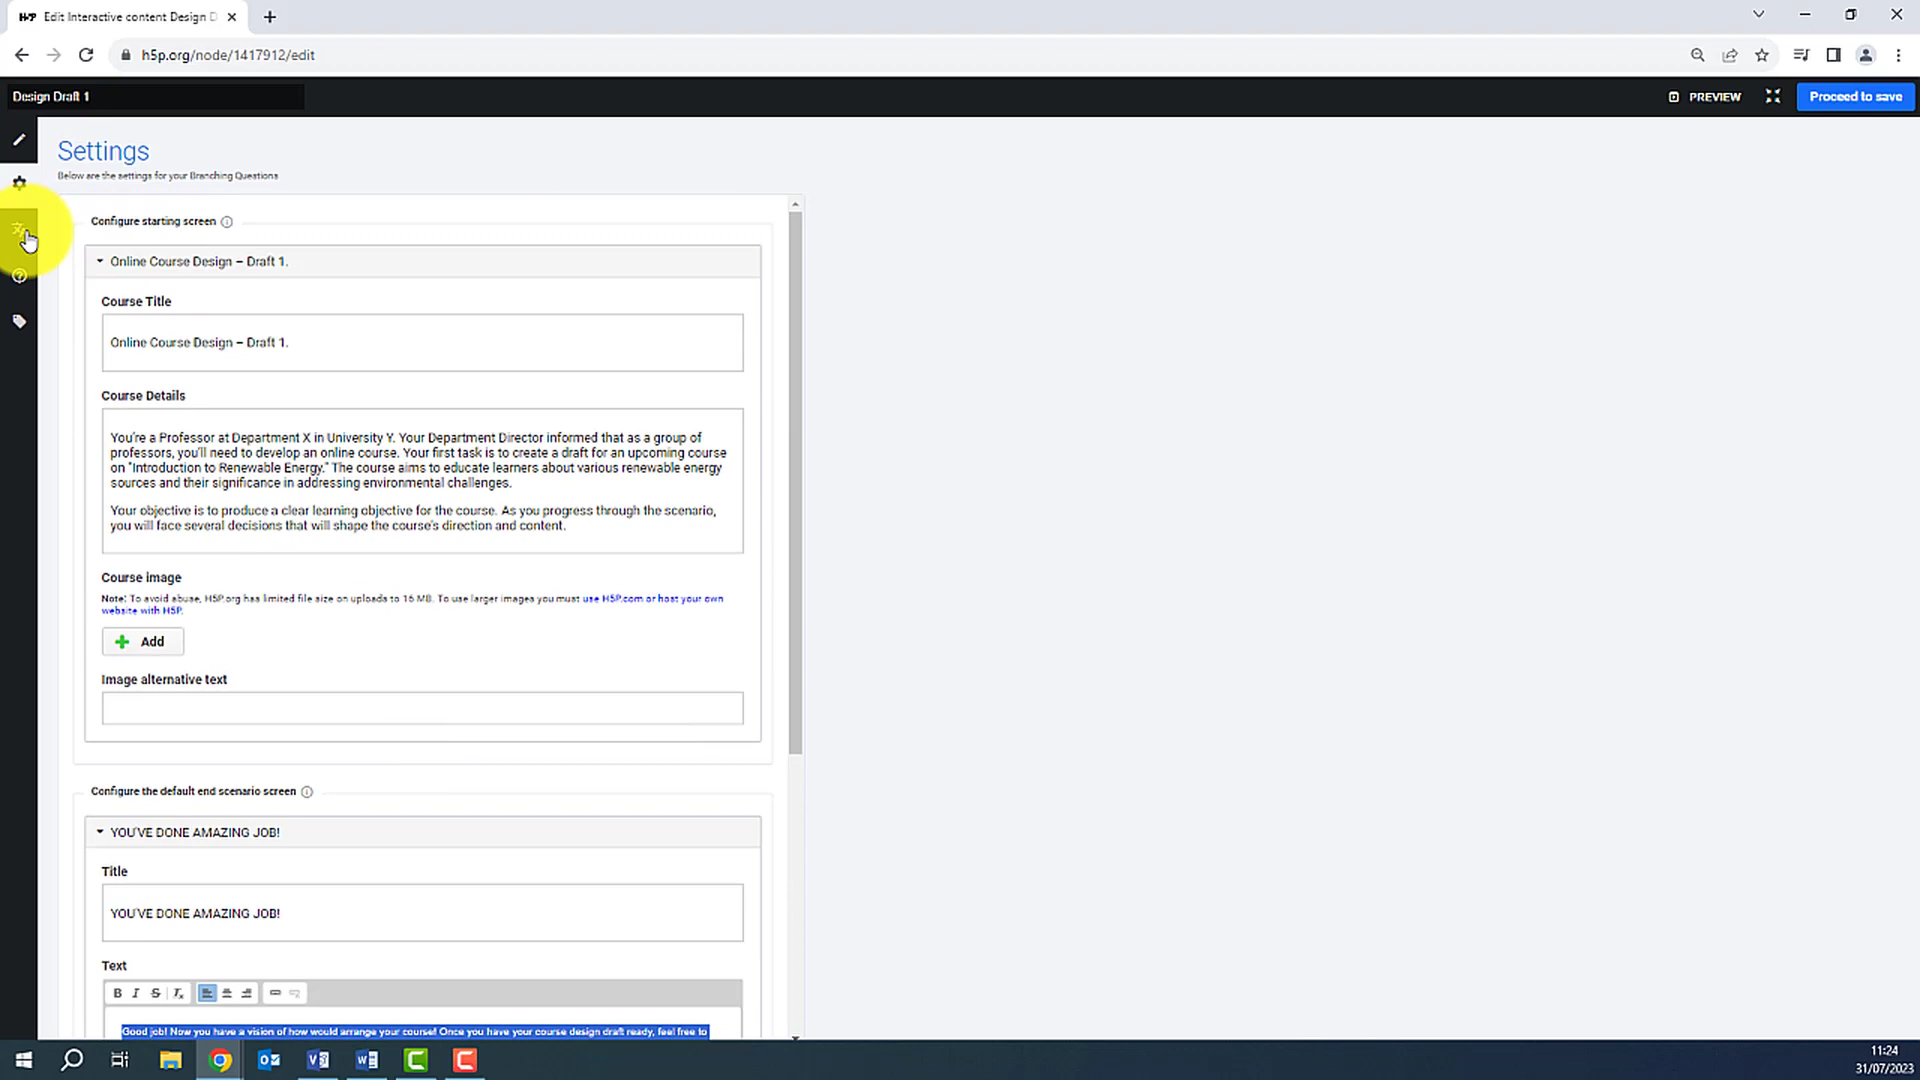 H-P Edit Interactive content Design D
h5p.org/node/1417912/edit
Design Draft 1
PREVIEW
Proceed to save
Settings
Below are the settings for your Branching Questions
Configure starting screen
Online Course Design – Draft 1.
Course Title
Online Course Design – Draft 1.
Course Details
You're a Professor at Department X in University Y. Your Department Director informed that as a group of
professors, you'll need to develop an online course. Your first task is to create a draft for an upcoming course
on "Introduction to Renewable Energy." The course aims to educate learners about various renewable energy
sources and their significance in addressing environmental challenges.
Your objective is to produce a clear learning objective for the course. As you progress through the scenario,
you will face several decisions that will shape the course's direction and content.
Course image
Note: To avoid abuse, H5P.org has limited file size on uploads to 16 MB. To use larger images you must use H5P.com or host your own
website with H5P.
Add
Image alternative text
Configure the default end scenario screen
YOU'VE DONE AMAZING JOB!
Title
YOU'VE DONE AMAZING JOB!
Text
B I S Tx
Good job! Now you have a vision of how would arrange your course! Once you have your course design draft ready, feel free to
11:24
31/07/2023